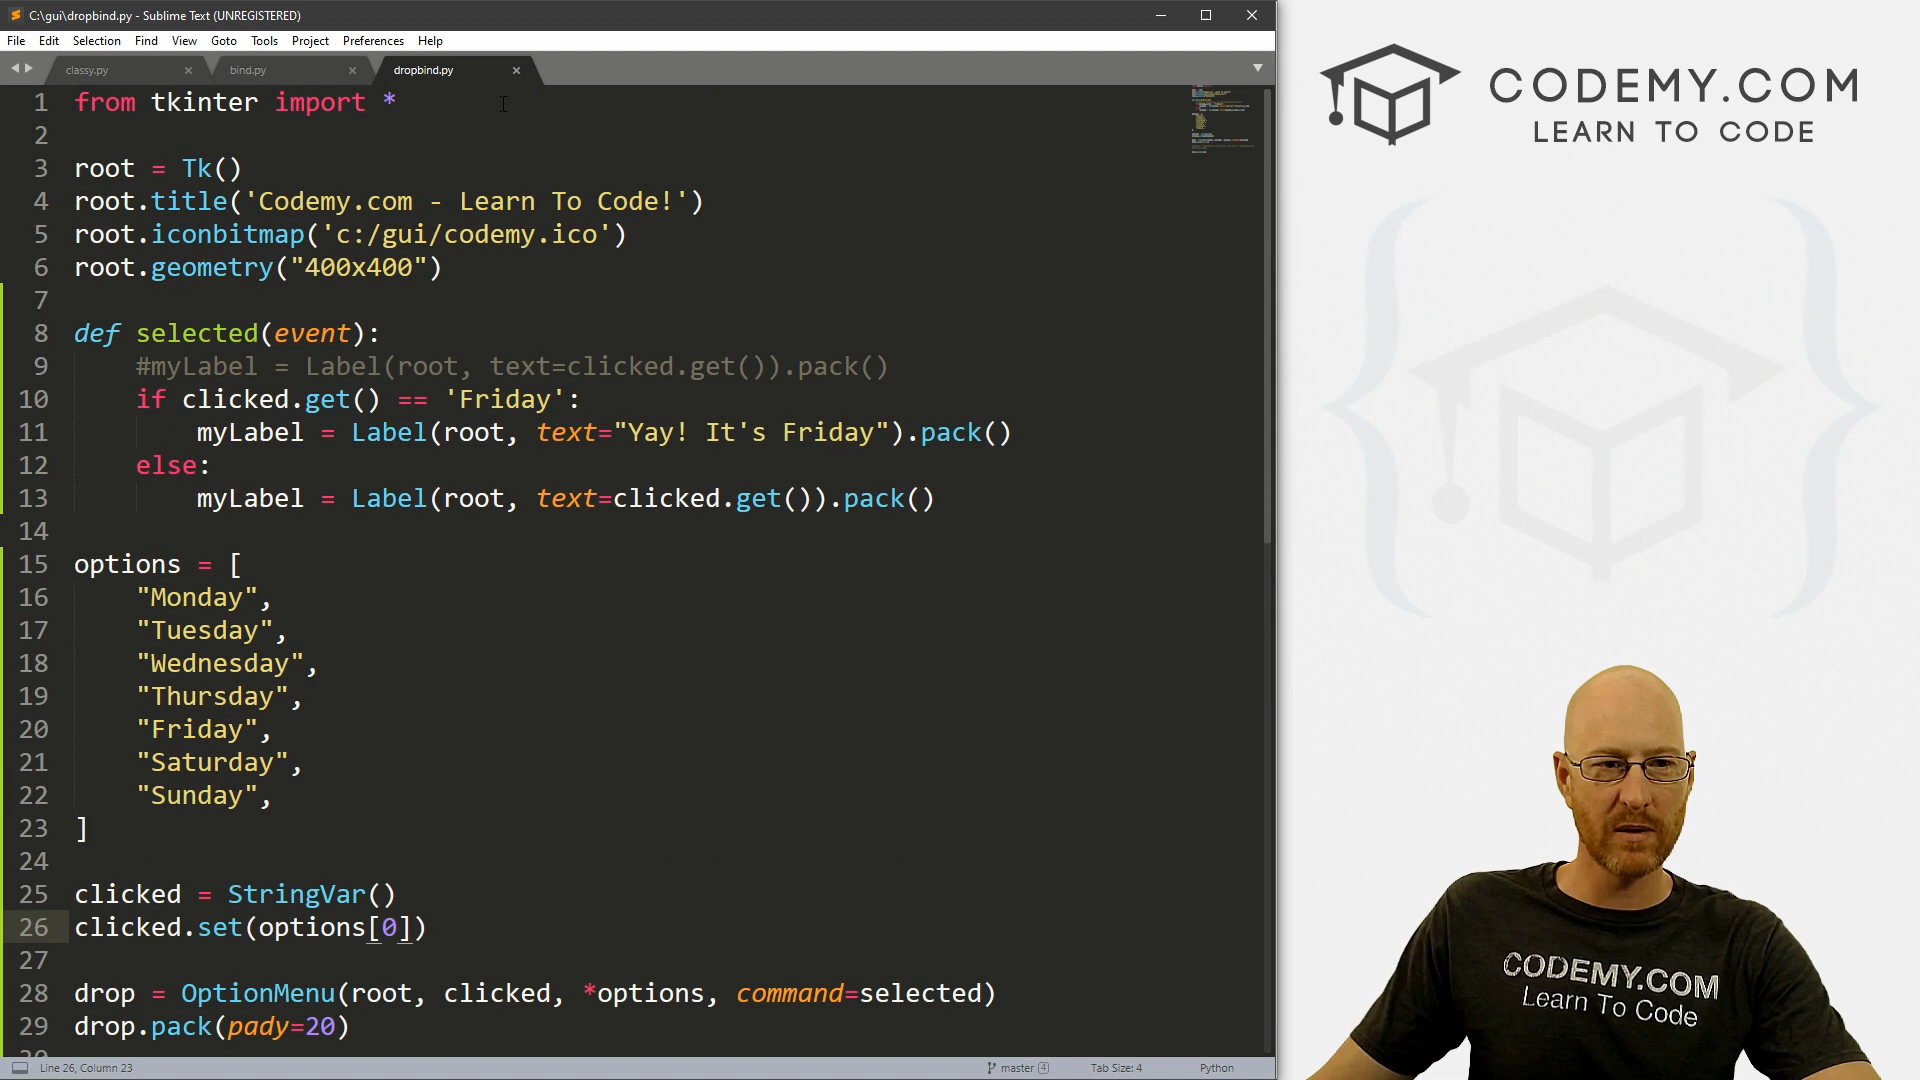 C:\gui\dropbind.py - Sublime Text (UNREGISTERED)
File Edit Selection Find View Goto Tools Project Preferences Help
classy.py bind.py dropbind.py
1 from tkinter import *
2
3 root = Tk()
4 root.title('Codemy.com - Learn To Code!')
5 root.iconbitmap('c:/gui/codemy.ico')
6 root.geometry("400x400")
7
8 def selected(event):
9 #myLabel = Label(root, text=clicked.get()).pack()
10 if clicked.get() == 'Friday':
11 myLabel = Label(root, text="Yay! It's Friday").pack()
12 else:
13 myLabel = Label(root, text=clicked.get()).pack()
14
15 options = [
16 "Monday",
17 "Tuesday",
18 "Wednesday",
19 "Thursday",
20 "Friday",
21 "Saturday",
22 "Sunday",
23 ]
24
25 clicked = StringVar()
26 clicked.set(options[0])
27
28 drop = OptionMenu(root, clicked, *options, command=selected)
29 drop.pack(pady=20)
Line 26, Column 23 master 4 Tab Size: 4 Python
CODEMY.COM
LEARN TO CODE
CODEMY.COM
Learn To Code